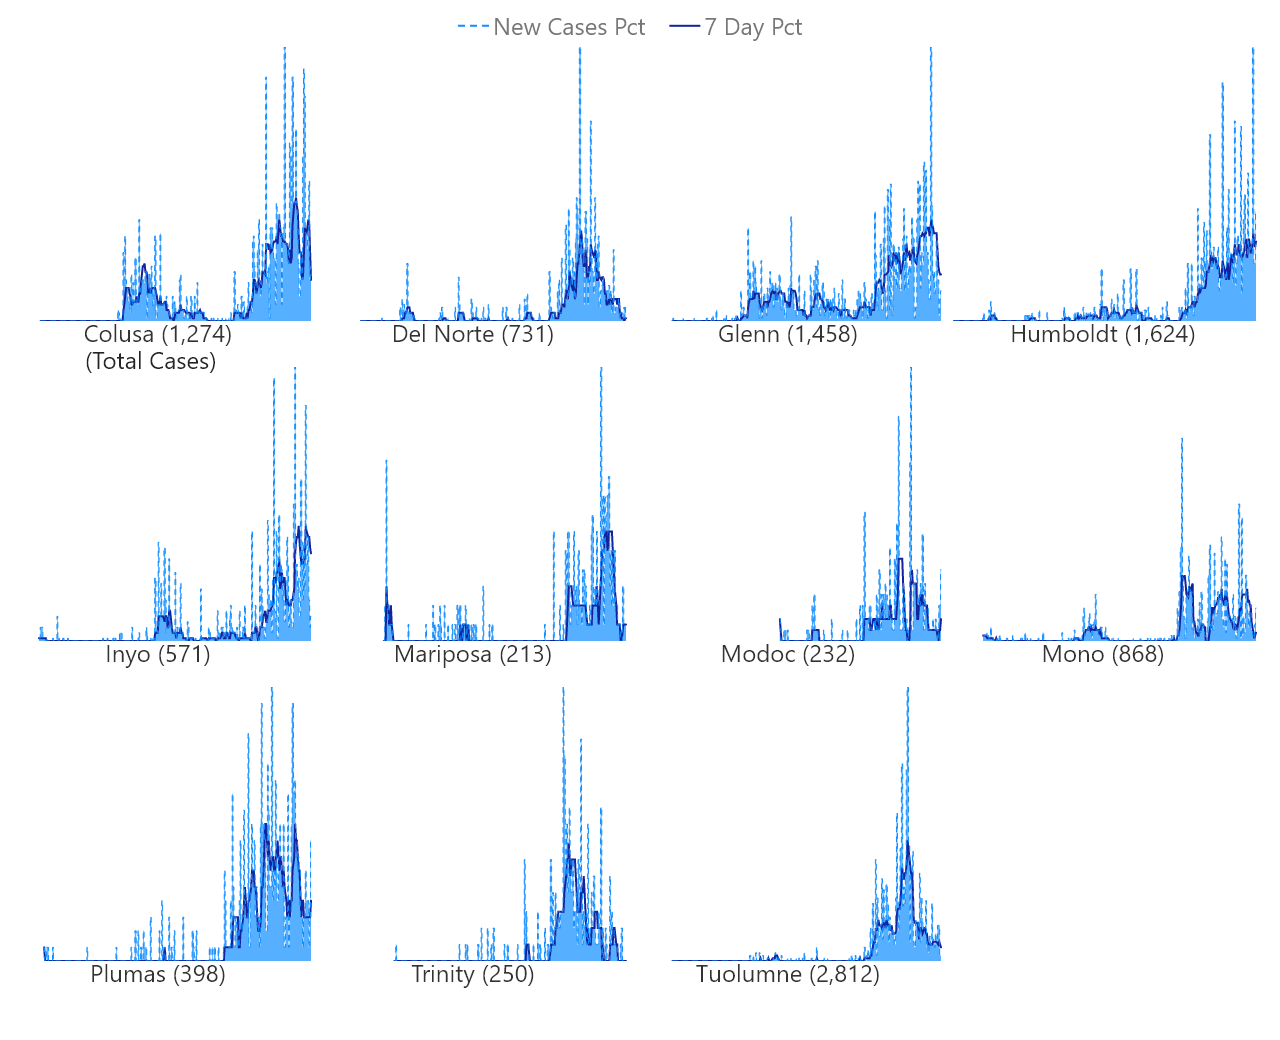 New Cases Pct 7 Day Pct
Colusa (1,274) Del Norte (731) Glenn (1,458) Humboldt (1,624)
(Total Cases)
Inyo (571) Mariposa (213) Modoc (232) Mono (868)
Plumas (398) Trinity (250) Tuolumne (2,812)